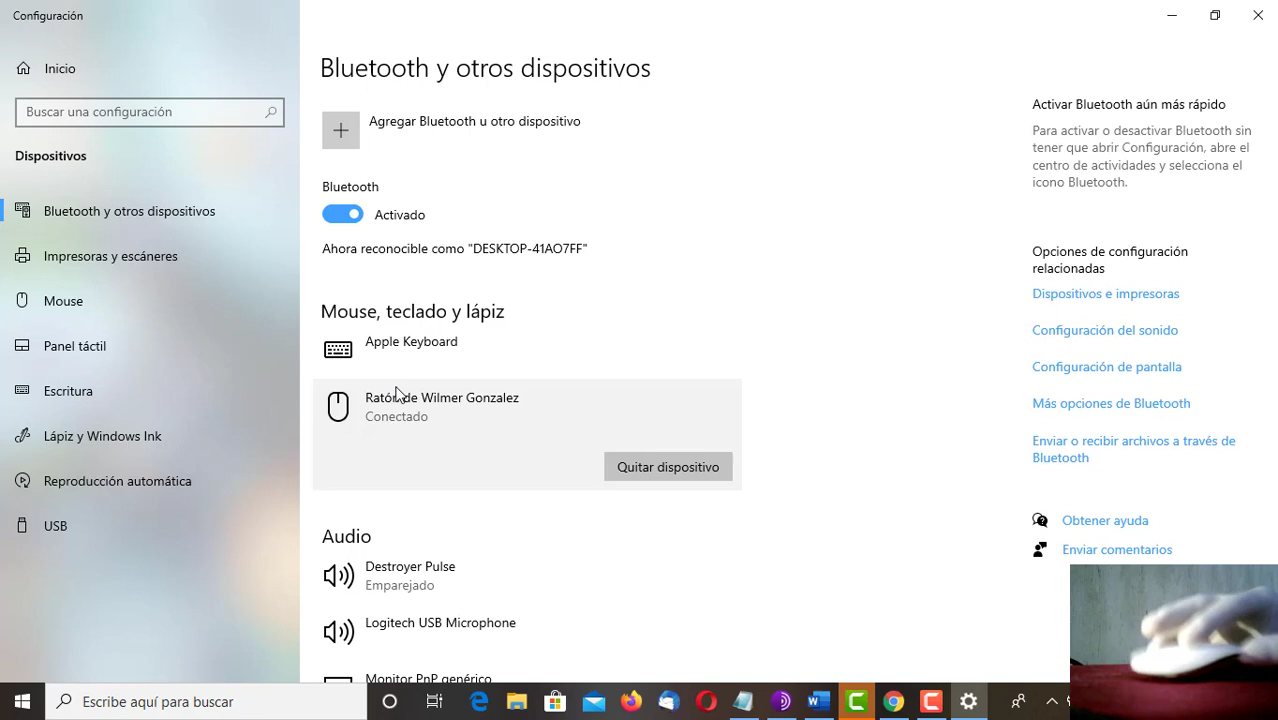 Configuración
Inicio
Buscar una configuración
Dispositivos
Bluetooth y otros dispositivos
Impresoras y escáneres
Mouse
Panel táctil
Escritura
Lápiz y Windows Ink
Reproducción automática
USB
Bluetooth y otros dispositivos
Agregar Bluetooth u otro dispositivo
Bluetooth
Activado
Ahora reconocible como "DESKTOP-41AO7FF"
Mouse, teclado y lápiz
Apple Keyboard
Ratón de Wilmer Gonzalez
Conectado
Quitar dispositivo
Audio
Destroyer Pulse
Emparejado
Logitech USB Microphone
Monitor PnP genérico
Activar Bluetooth aún más rápido
Para activar o desactivar Bluetooth sin
tener que abrir Configuración, abre el
centro de actividades y selecciona el
icono Bluetooth.
Opciones de configuración
relacionadas
Dispositivos e impresoras
Configuración del sonido
Configuración de pantalla
Más opciones de Bluetooth
Enviar o recibir archivos a través de
Bluetooth
Obtener ayuda
Enviar comentarios
Escribe aquí para buscar